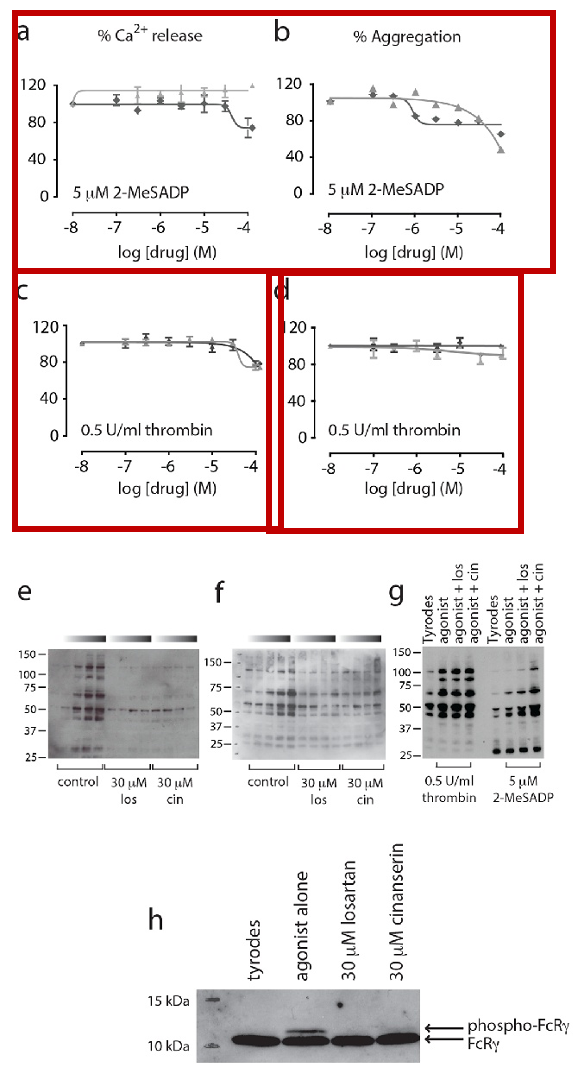 a
% Ca2+ release
b
% Aggregation
120
80
40
0
5 μM 2-MeSADP
-8 -7 -6 -5 -4
log [drug] (M)
120
80
40
0
5 μM 2-MeSADP
-8 -7 -6 -5 -4
log [drug] (M)
c
120
80
40
0
0.5 U/ml thrombin
-8 -7 -6 -5 -4
log [drug] (M)
d
120
80
40
0
0.5 U/ml thrombin
-8 -7 -6 -5 -4
log [drug] (M)
e
150
100
75
50
37
25
control
30 μM
los
30 μM
cin
f
150
100
75
50
37
25
control
30 μM
los
30 μM
cin
g
Tyrodes
agonist
agonist + los
agonist + cin
Tyrodes
agonist
agonist + los
agonist + cin
150
100
75
50
37
25
0.5 U/ml
thrombin
5 μM
2-MeSADP
h
tyrodes
agonist alone
30 μM losartan
30 μM cinanserin
15 kDa
10 kDa
phospho-FcRγ
FcRγ